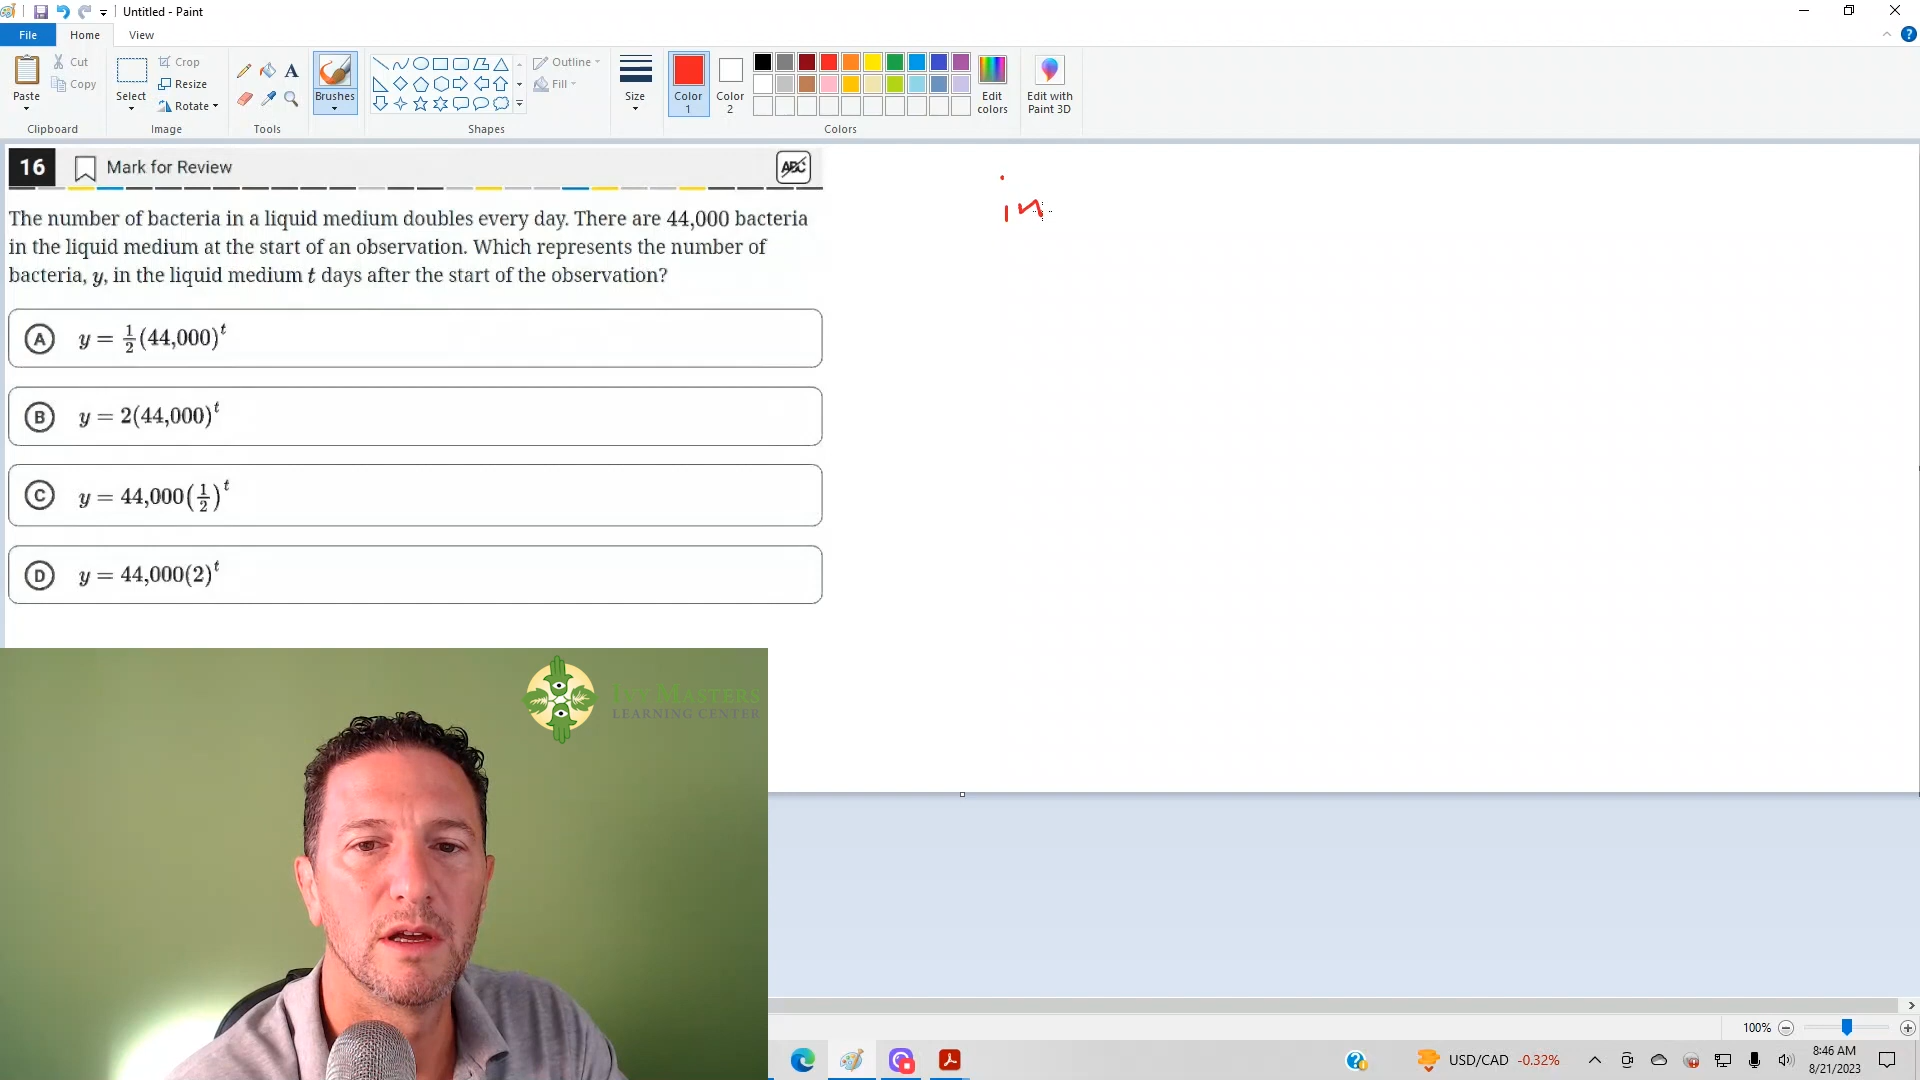 Untitled - Paint
File Home View
Paste
Cut
Copy
Clipboard
Select
Crop
Resize
Rotate
Image
Tools
Brushes
Shapes
Outline
Fill
Size
Color 1
Color 2
Edit colors
Colors
Edit with Paint 3D
16 Mark for Review ABC
The number of bacteria in a liquid medium doubles every day. There are 44,000 bacteria
in the liquid medium at the start of an observation. Which represents the number of
bacteria, y, in the liquid medium t days after the start of the observation?
A y = 1/2(44,000)^t
B y = 2(44,000)^t
C y = 44,000(1/2)^t
D y = 44,000(2)^t
in
LEARNING CENTER
100%
USD/CAD -0.32%
8:46 AM
8/21/2023